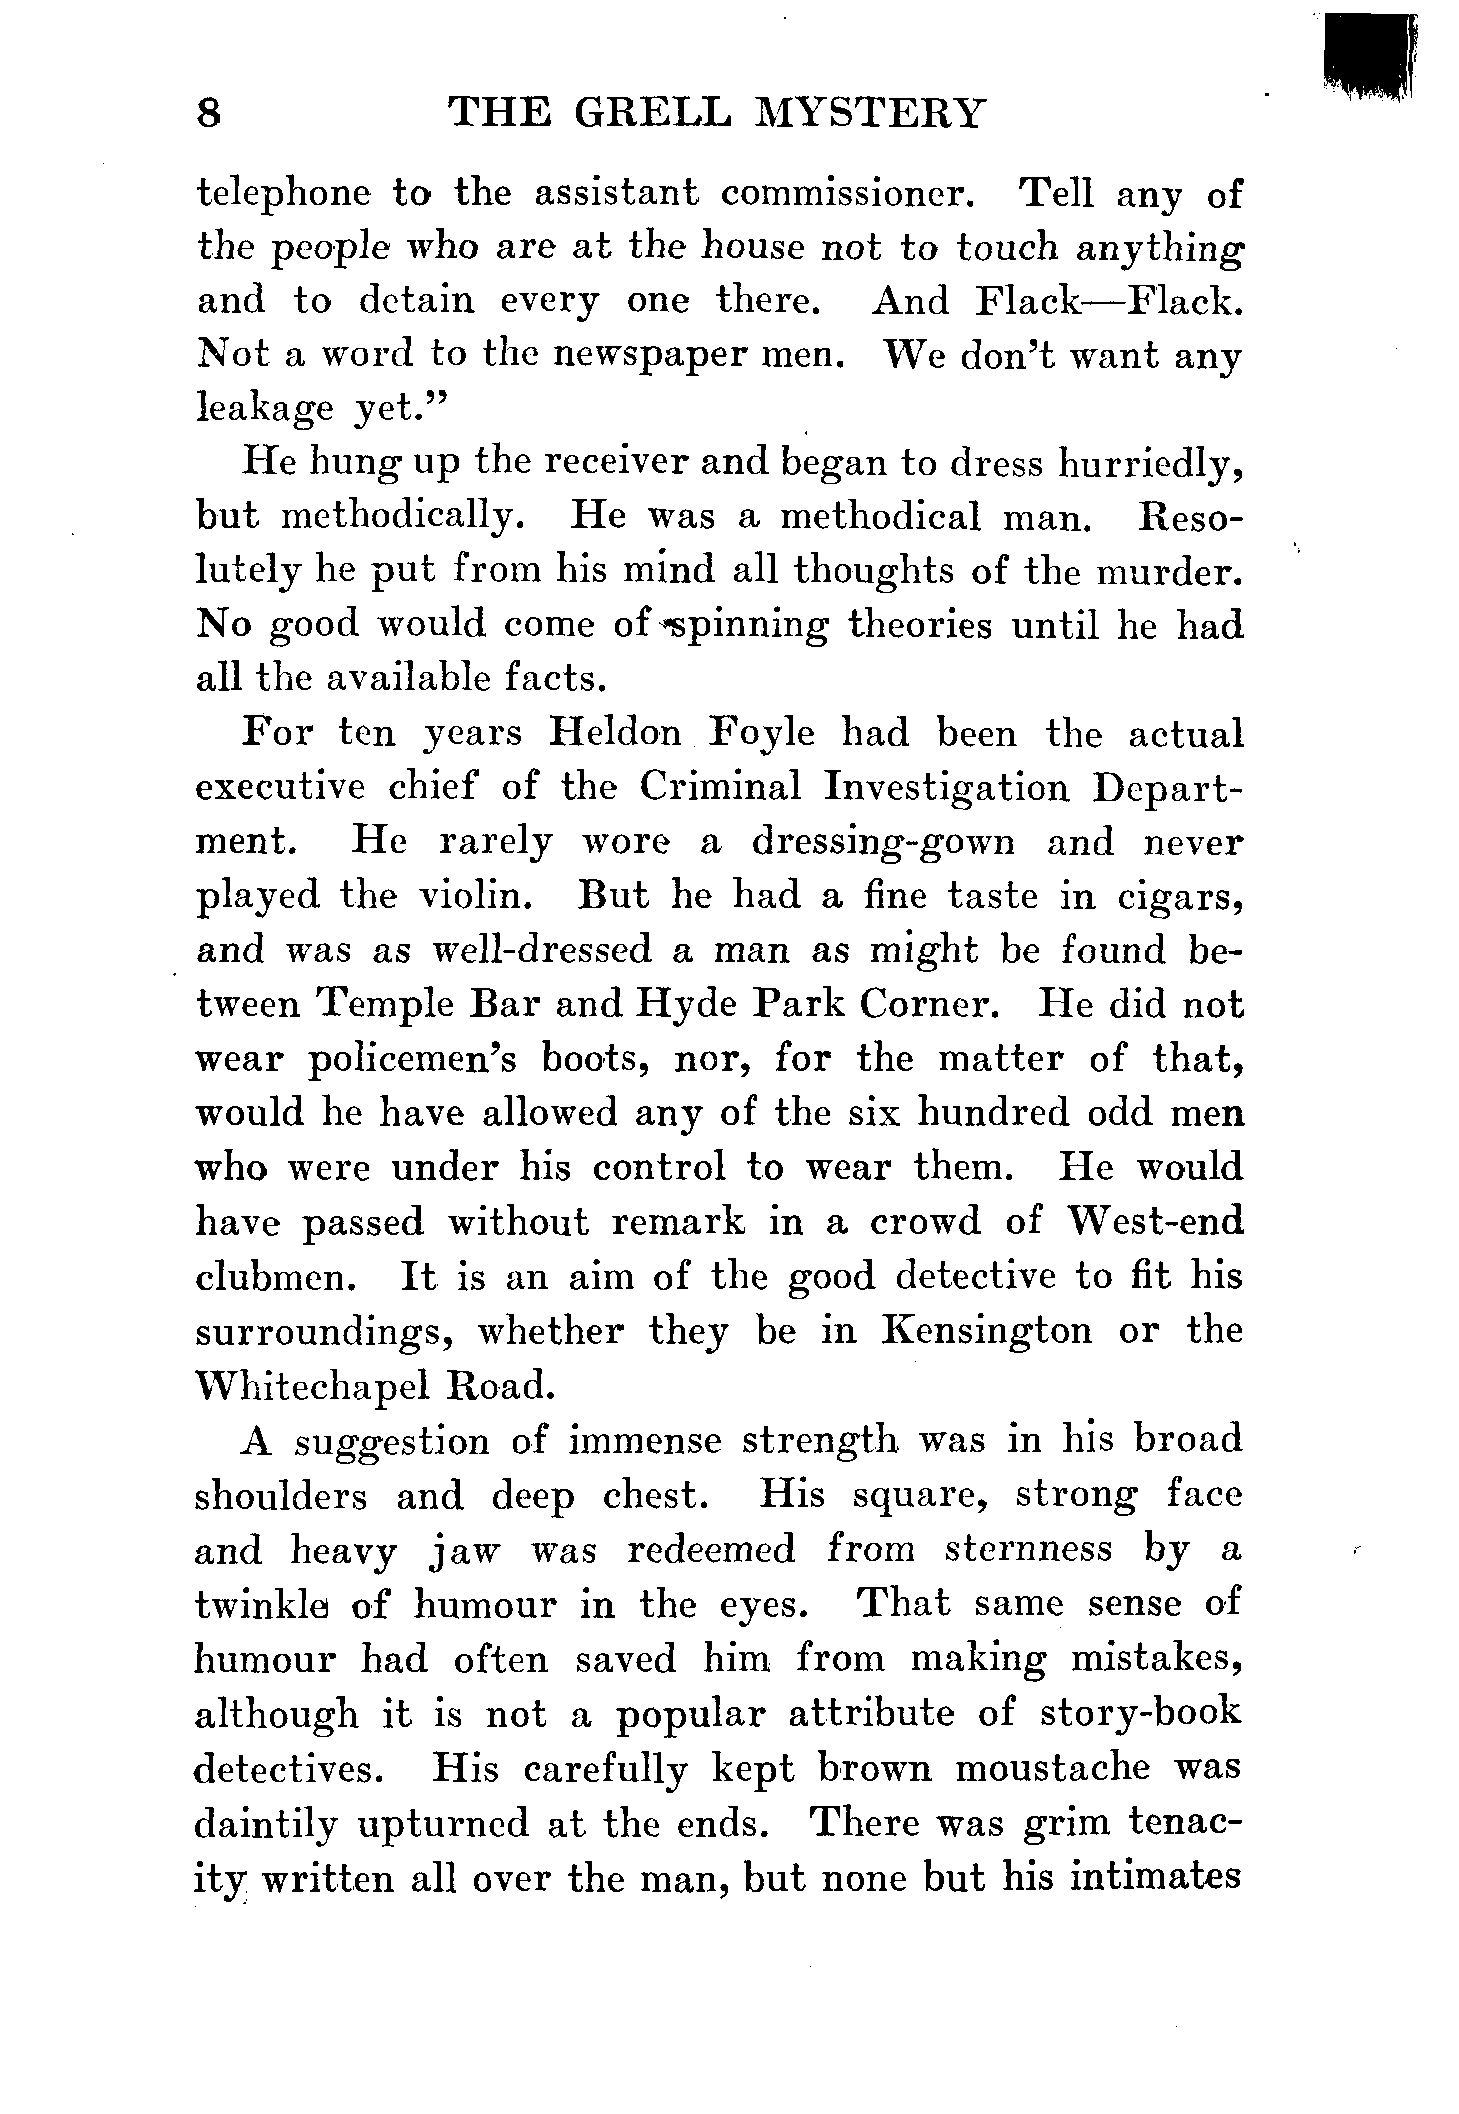 8 THE GRELL MYSTERY
telephone to the assistant commissioner. Tell any of
the people who are at the house not to touch anything
and to detain every one there. And Flack—Flack.
Not a word to the newspaper men. We don't want any
leakage yet."
He hung up the receiver and began to dress hurriedly,
but methodically. He was a methodical man. Reso-
lutely he put from his mind all thoughts of the murder.
No good would come of spinning theories until he had
all the available facts.
For ten years Heldon Foyle had been the actual
executive chief of the Criminal Investigation Depart-
ment. He rarely wore a dressing-gown and never
played the violin. But he had a fine taste in cigars,
and was as well-dressed a man as might be found be-
tween Temple Bar and Hyde Park Corner. He did not
wear policemen's boots, nor, for the matter of that,
would he have allowed any of the six hundred odd men
who were under his control to wear them. He would
have passed without remark in a crowd of West-end
clubmen. It is an aim of the good detective to fit his
surroundings, whether they be in Kensington or the
Whitechapel Road.
A suggestion of immense strength was in his broad
shoulders and deep chest. His square, strong face
and heavy jaw was redeemed from sternness by a
twinkle of humour in the eyes. That same sense of
humour had often saved him from making mistakes,
although it is not a popular attribute of story-book
detectives. His carefully kept brown moustache was
daintily upturned at the ends. There was grim tenac-
ity written all over the man, but none but his intimates